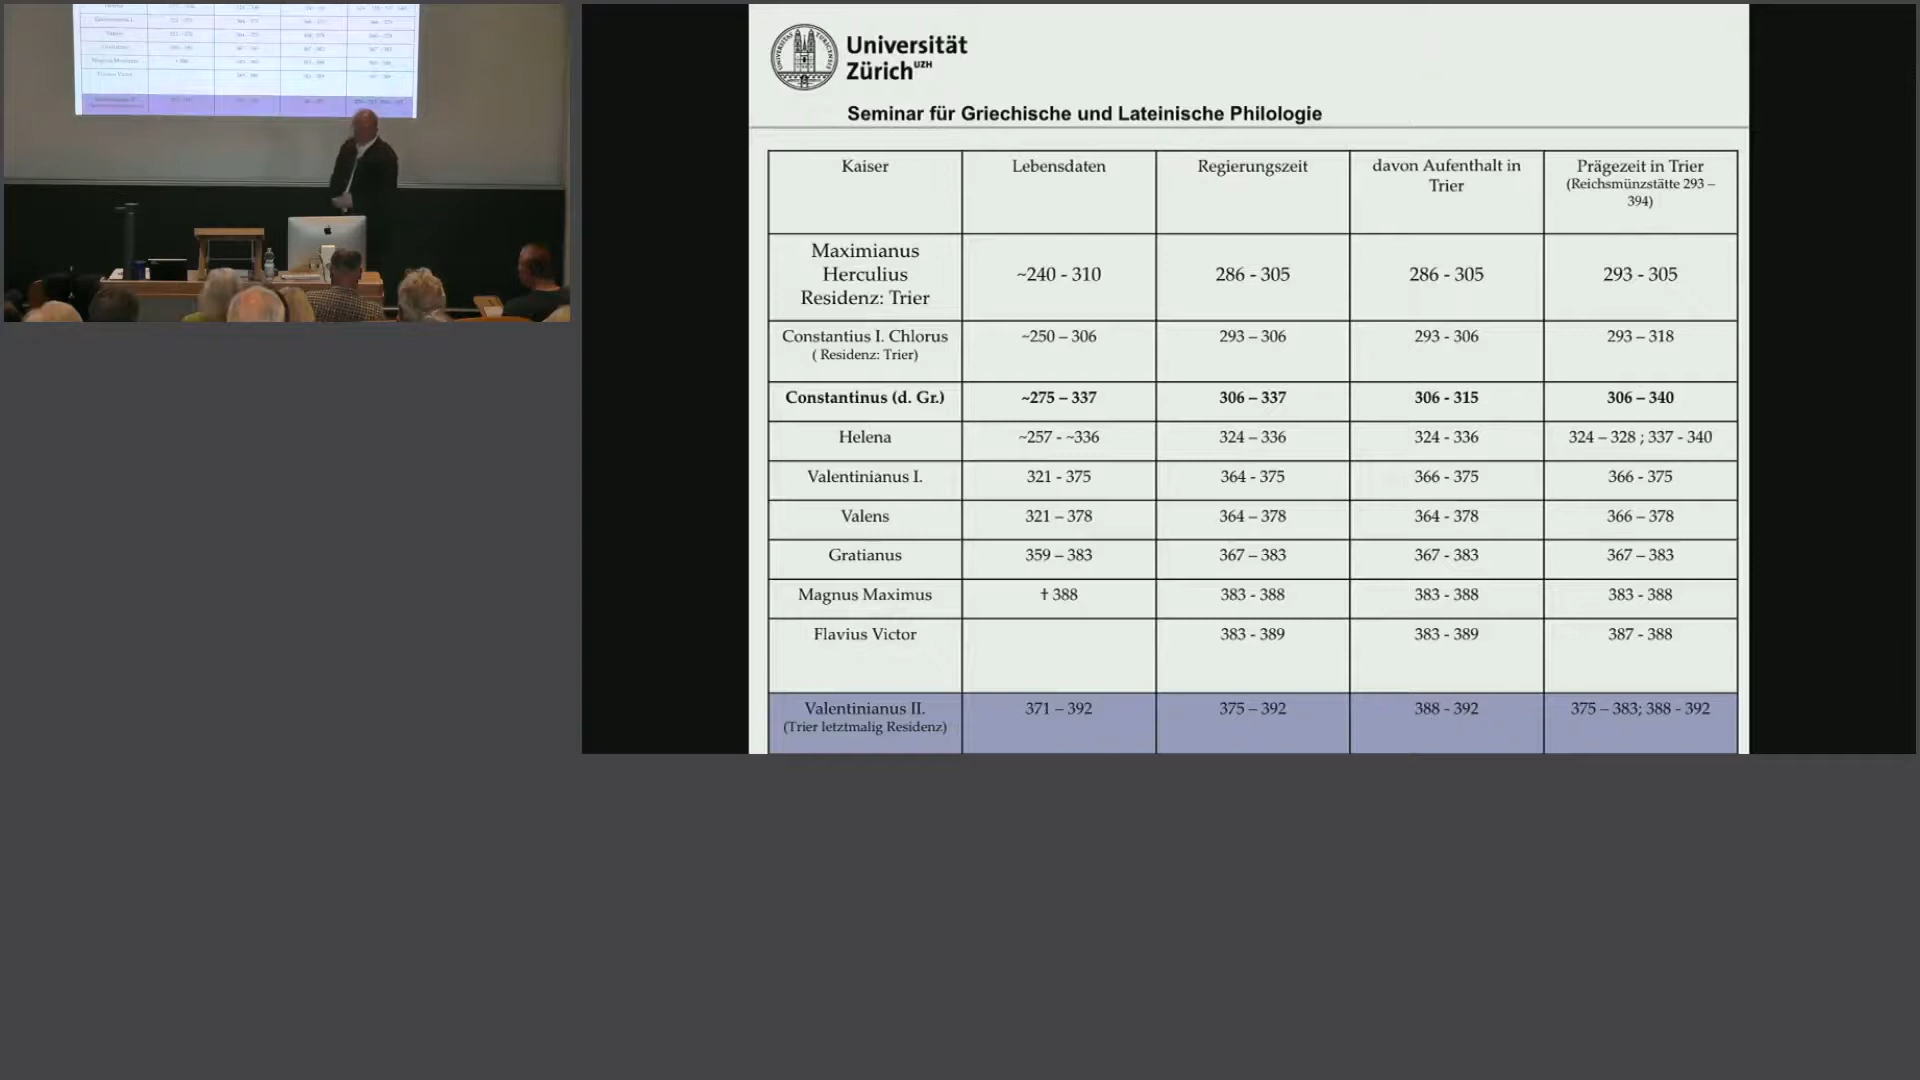 Universität
Zürich UZH
Seminar für Griechische und Lateinische Philologie
Kaiser
Lebensdaten
Regierungszeit
davon Aufenthalt in
Trier
Prägezeit in Trier
(Reichsmünzstätte 293 –
394)
Maximianus
Herculius
Residenz: Trier
~240 - 310
286 - 305
286 - 305
293 - 305
Constantius I. Chlorus
( Residenz: Trier)
~250 – 306
293 – 306
293 - 306
293 – 318
Constantinus (d. Gr.)
~275 – 337
306 – 337
306 - 315
306 – 340
Helena
~257 - ~336
324 – 336
324 - 336
324 – 328 ; 337 - 340
Valentinianus I.
321 - 375
364 - 375
366 - 375
366 - 375
Valens
321 – 378
364 – 378
364 - 378
366 – 378
Gratianus
359 – 383
367 – 383
367 - 383
367 – 383
Magnus Maximus
† 388
383 - 388
383 - 388
383 - 388
Flavius Victor
383 - 389
383 - 389
387 - 388
Valentinianus II.
(Trier letztmalig Residenz)
371 – 392
375 – 392
388 - 392
375 – 383; 388 - 392